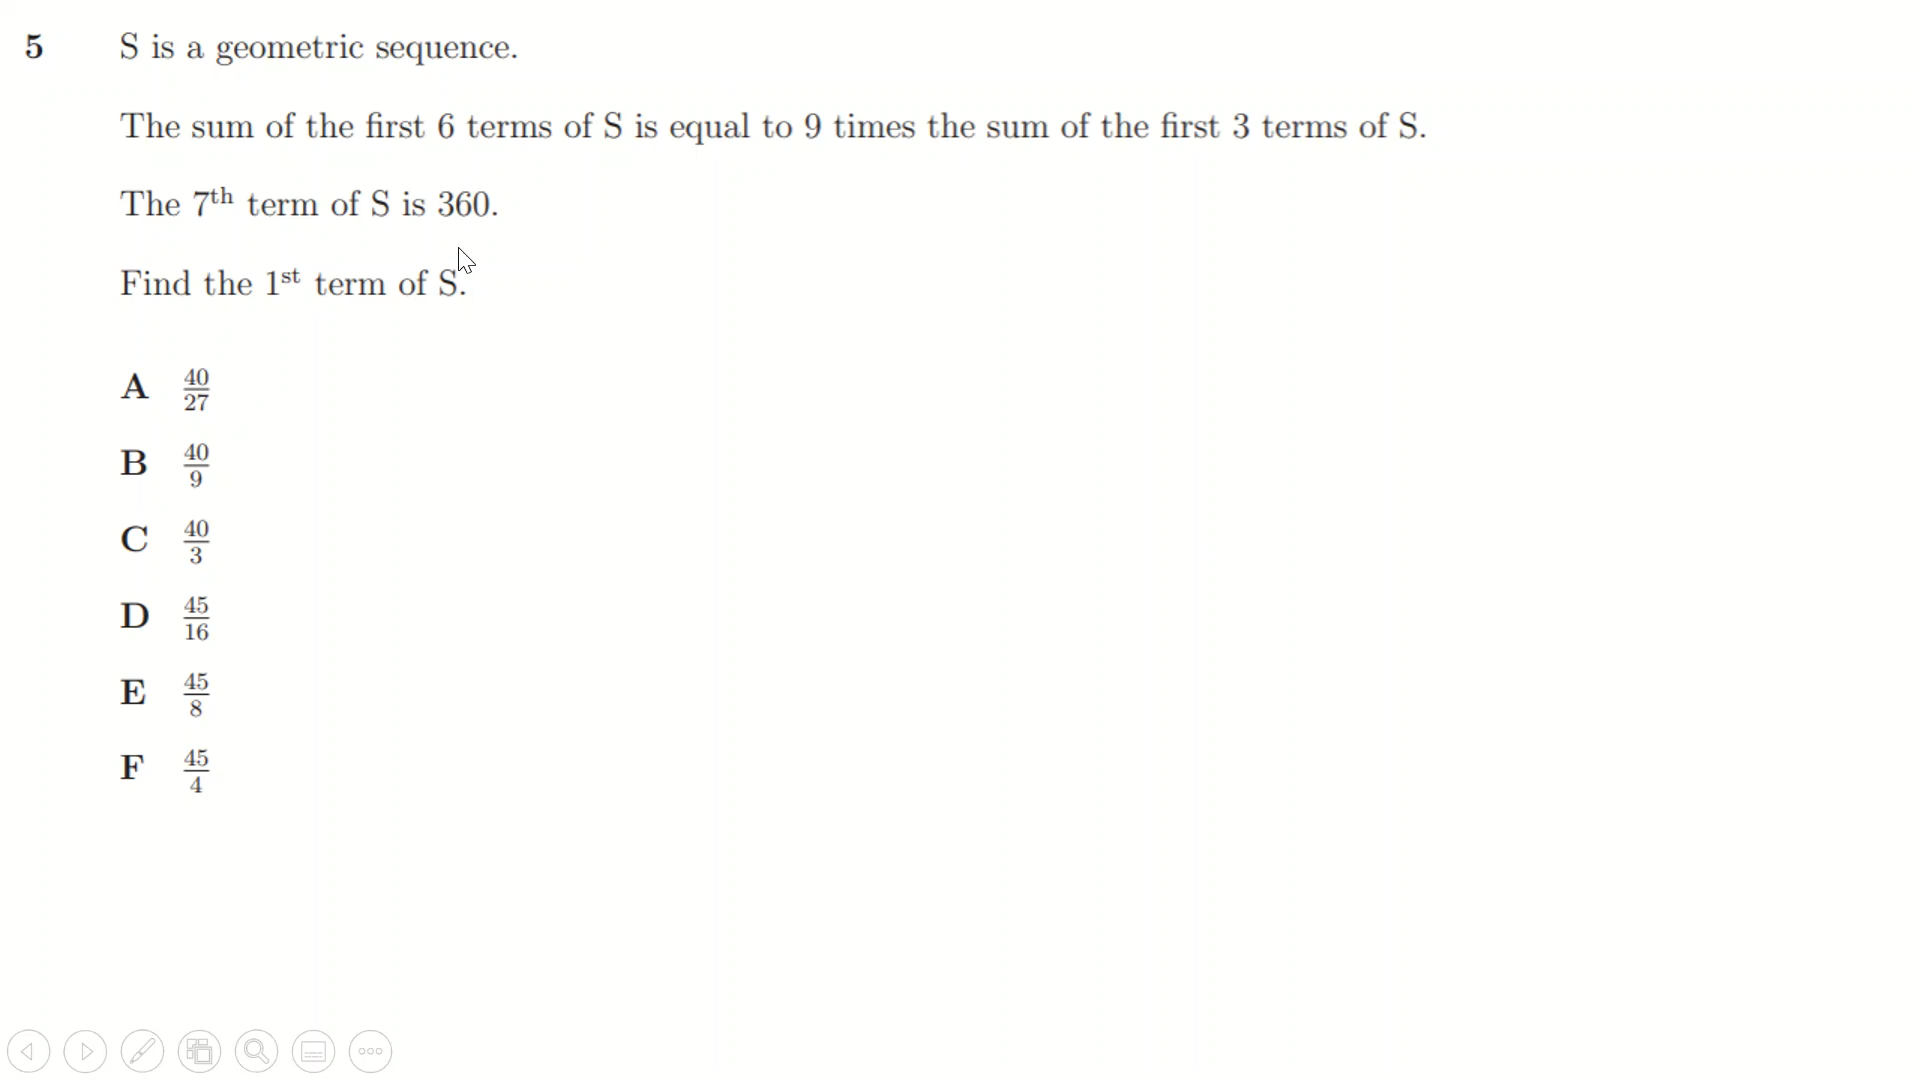 5 S is a geometric sequence.
The sum of the first 6 terms of S is equal to 9 times the sum of the first 3 terms of S.
The 7th term of S is 360.
Find the 1st term of S.
A 40/27
B 40/9
C 40/3
D 45/16
E 45/8
F 45/4